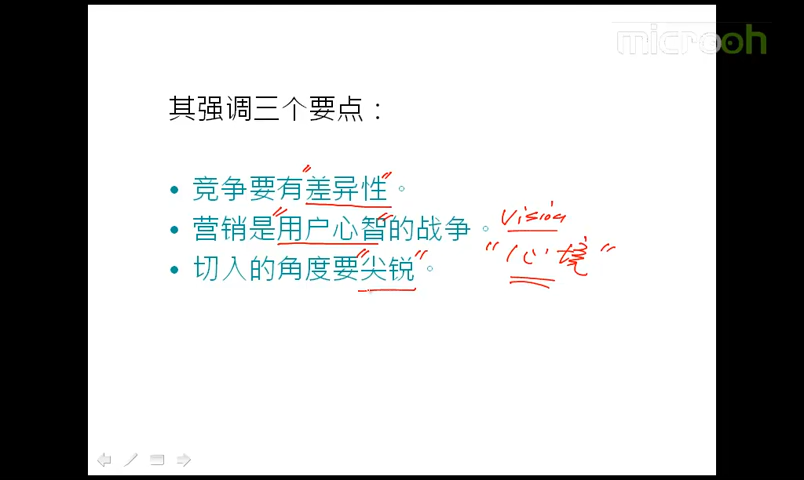 microoh
其强调三个要点：
• 竞争要有"差异性"。
• 营销是"用户心智"的战争。 Vision
"心境"
• 切入的角度要"尖锐"。